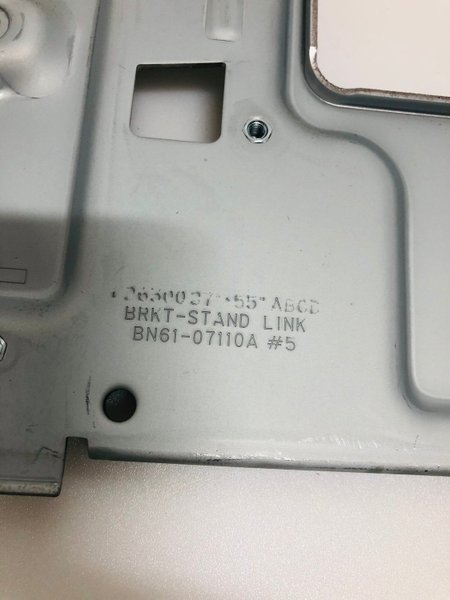 55" ABCD
BRKT-STAND LINK
BN61-07110A #5